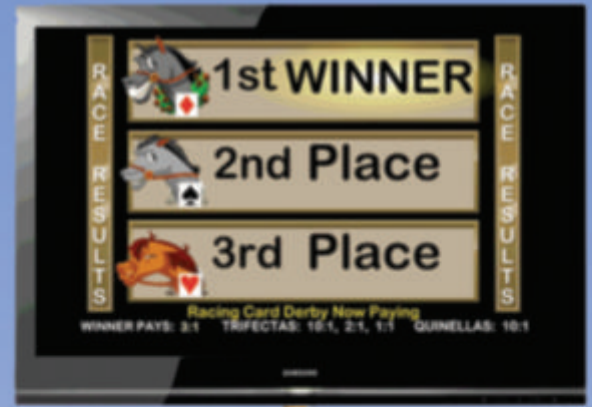 RACE RESULTS
1st WINNER
2nd Place
3rd Place
RACE RESULTS
Racing Card Derby Now Paying
WINNER PAYS: 3:1 TRIFECTAS: 10:1, 2:1, 1:1 QUINELLAS: 10:1
SAMSUNG